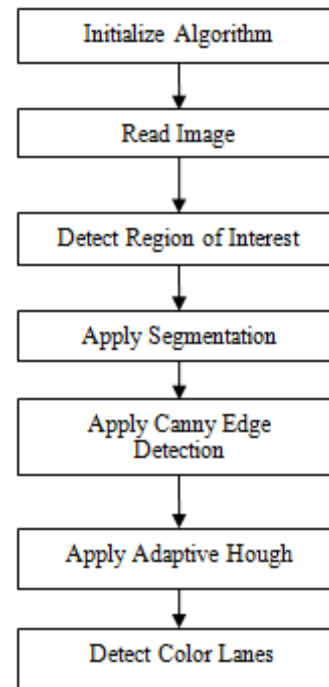 Initialize Algorithm
Read Image
Detect Region of Interest
Apply Segmentation
Apply Canny Edge
Detection
Apply Adaptive Hough
Detect Color Lanes